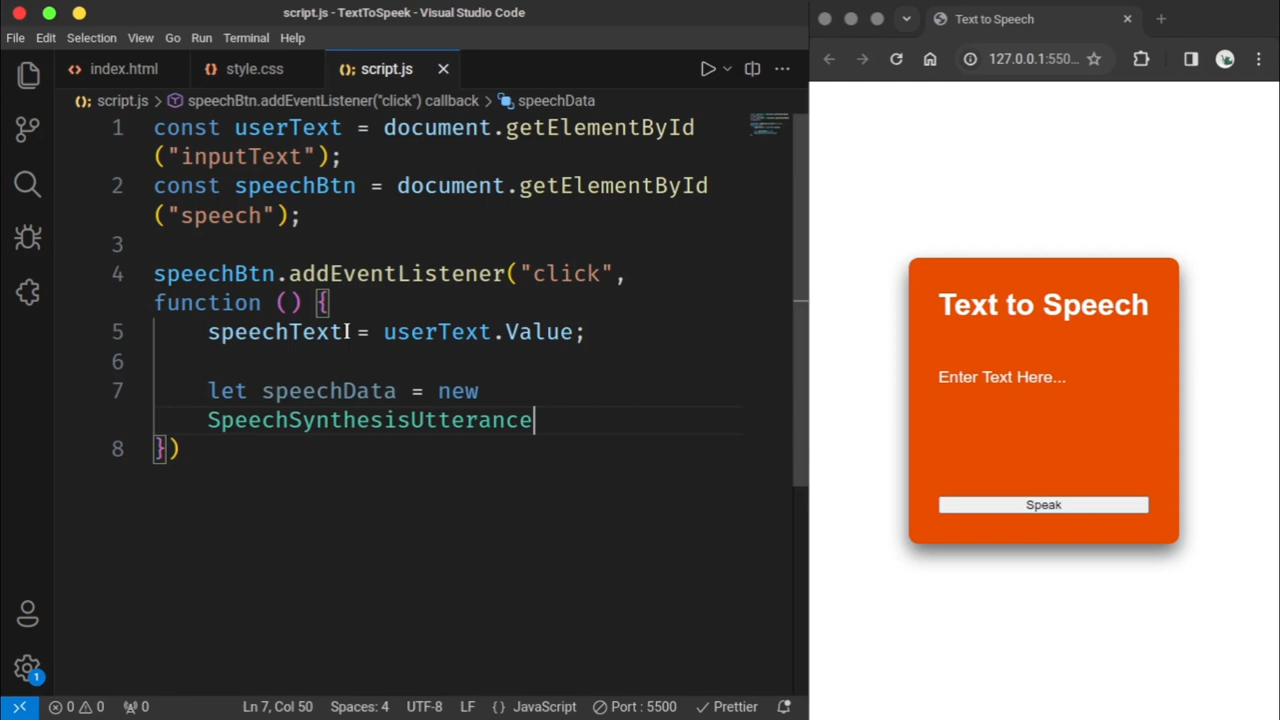 script.js - TextToSpeek - Visual Studio Code
File Edit Selection View Go Run Terminal Help
index.html style.css script.js
script.js > speechBtn.addEventListener("click") callback > speechData
1 const userText = document.getElementById
("inputText");
2 const speechBtn = document.getElementById
("speech");
3
4 speechBtn.addEventListener("click",
function () {
5 speechText = userText.Value;
6
7 let speechData = new
SpeechSynthesisUtterance
8 })
1
0 0 0 Ln 7, Col 50 Spaces: 4 UTF-8 LF {} JavaScript Port : 5500 Prettier
Text to Speech
127.0.0.1:550...
Text to Speech
Enter Text Here...
Speak